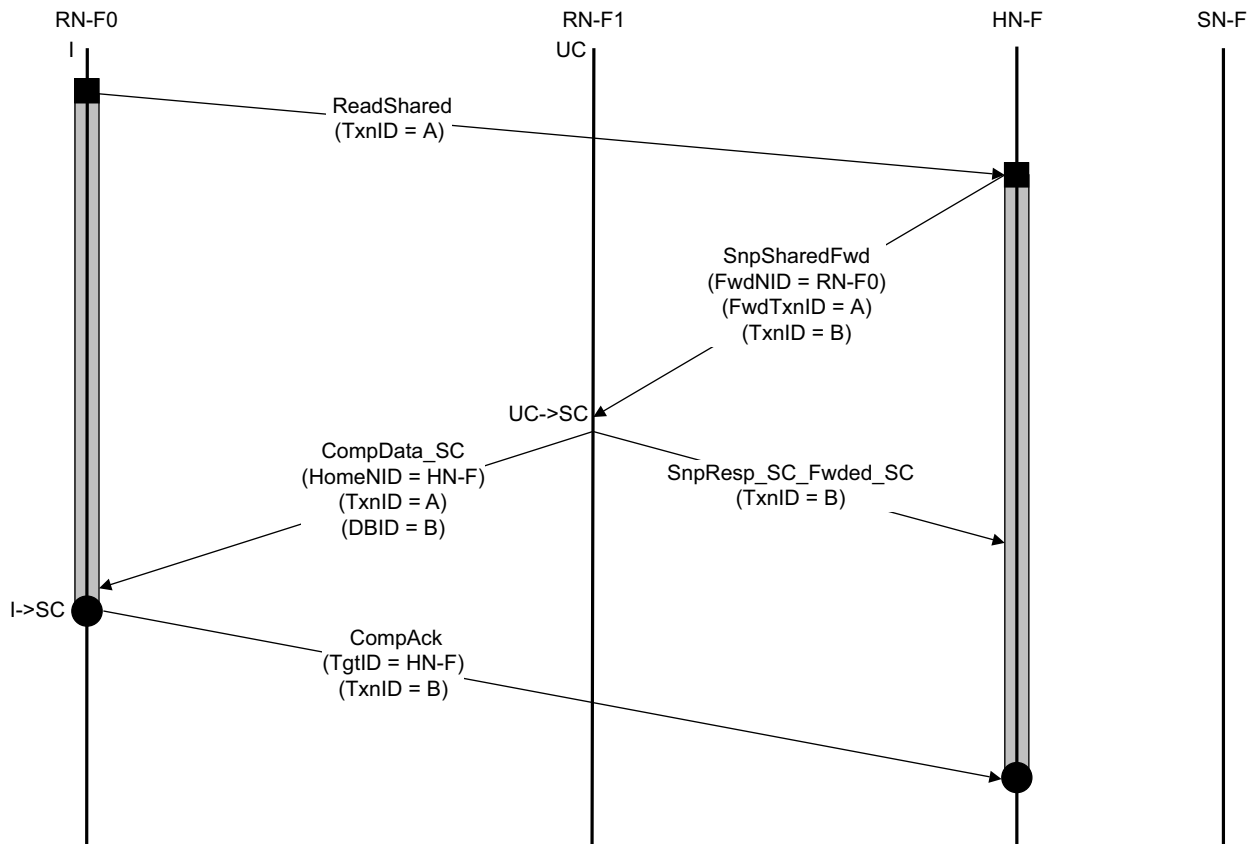 RN-F0
RN-F1
HN-F
SN-F
I
UC
ReadShared
(TxnID = A)
SnpSharedFwd
(FwdNID = RN-F0)
(FwdTxnID = A)
(TxnID = B)
UC->SC
CompData_SC
(HomeNID = HN-F)
(TxnID = A)
(DBID = B)
SnpResp_SC_Fwded_SC
(TxnID = B)
I->SC
CompAck
(TgtID = HN-F)
(TxnID = B)